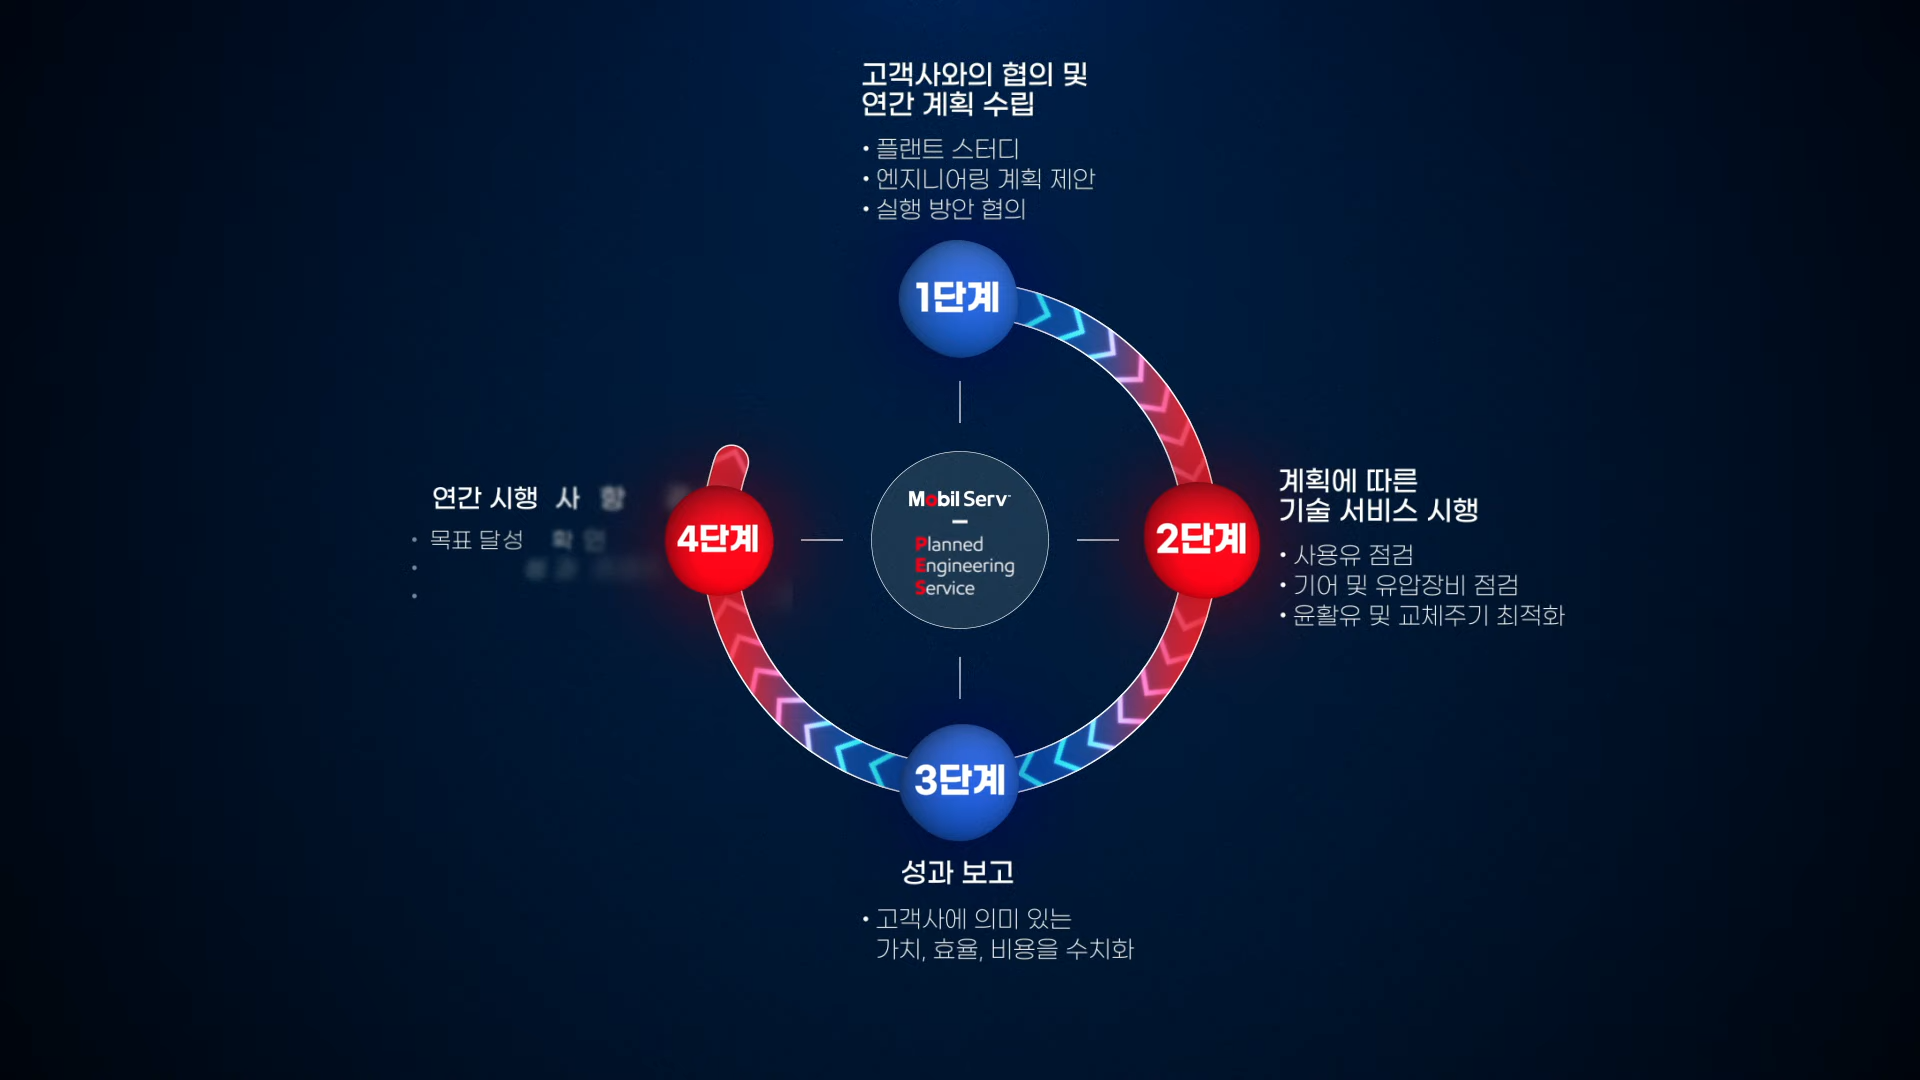 고객사와의 협의 및
연간 계획 수립
• 플랜트 스터디
• 엔지니어링 계획 제안
• 실행 방안 협의
1단계
계획에 따른
기술 서비스 시행
• 사용유 점검
• 기어 및 유압장비 점검
• 윤활유 및 교체주기 최적화
2단계
Mobil Serv™
Planned
Engineering
Service
3단계
성과 보고
• 고객사에 의미 있는
가치, 효율, 비용을 수치화
4단계
연간 시행 사 항
• 목표 달성 확 인